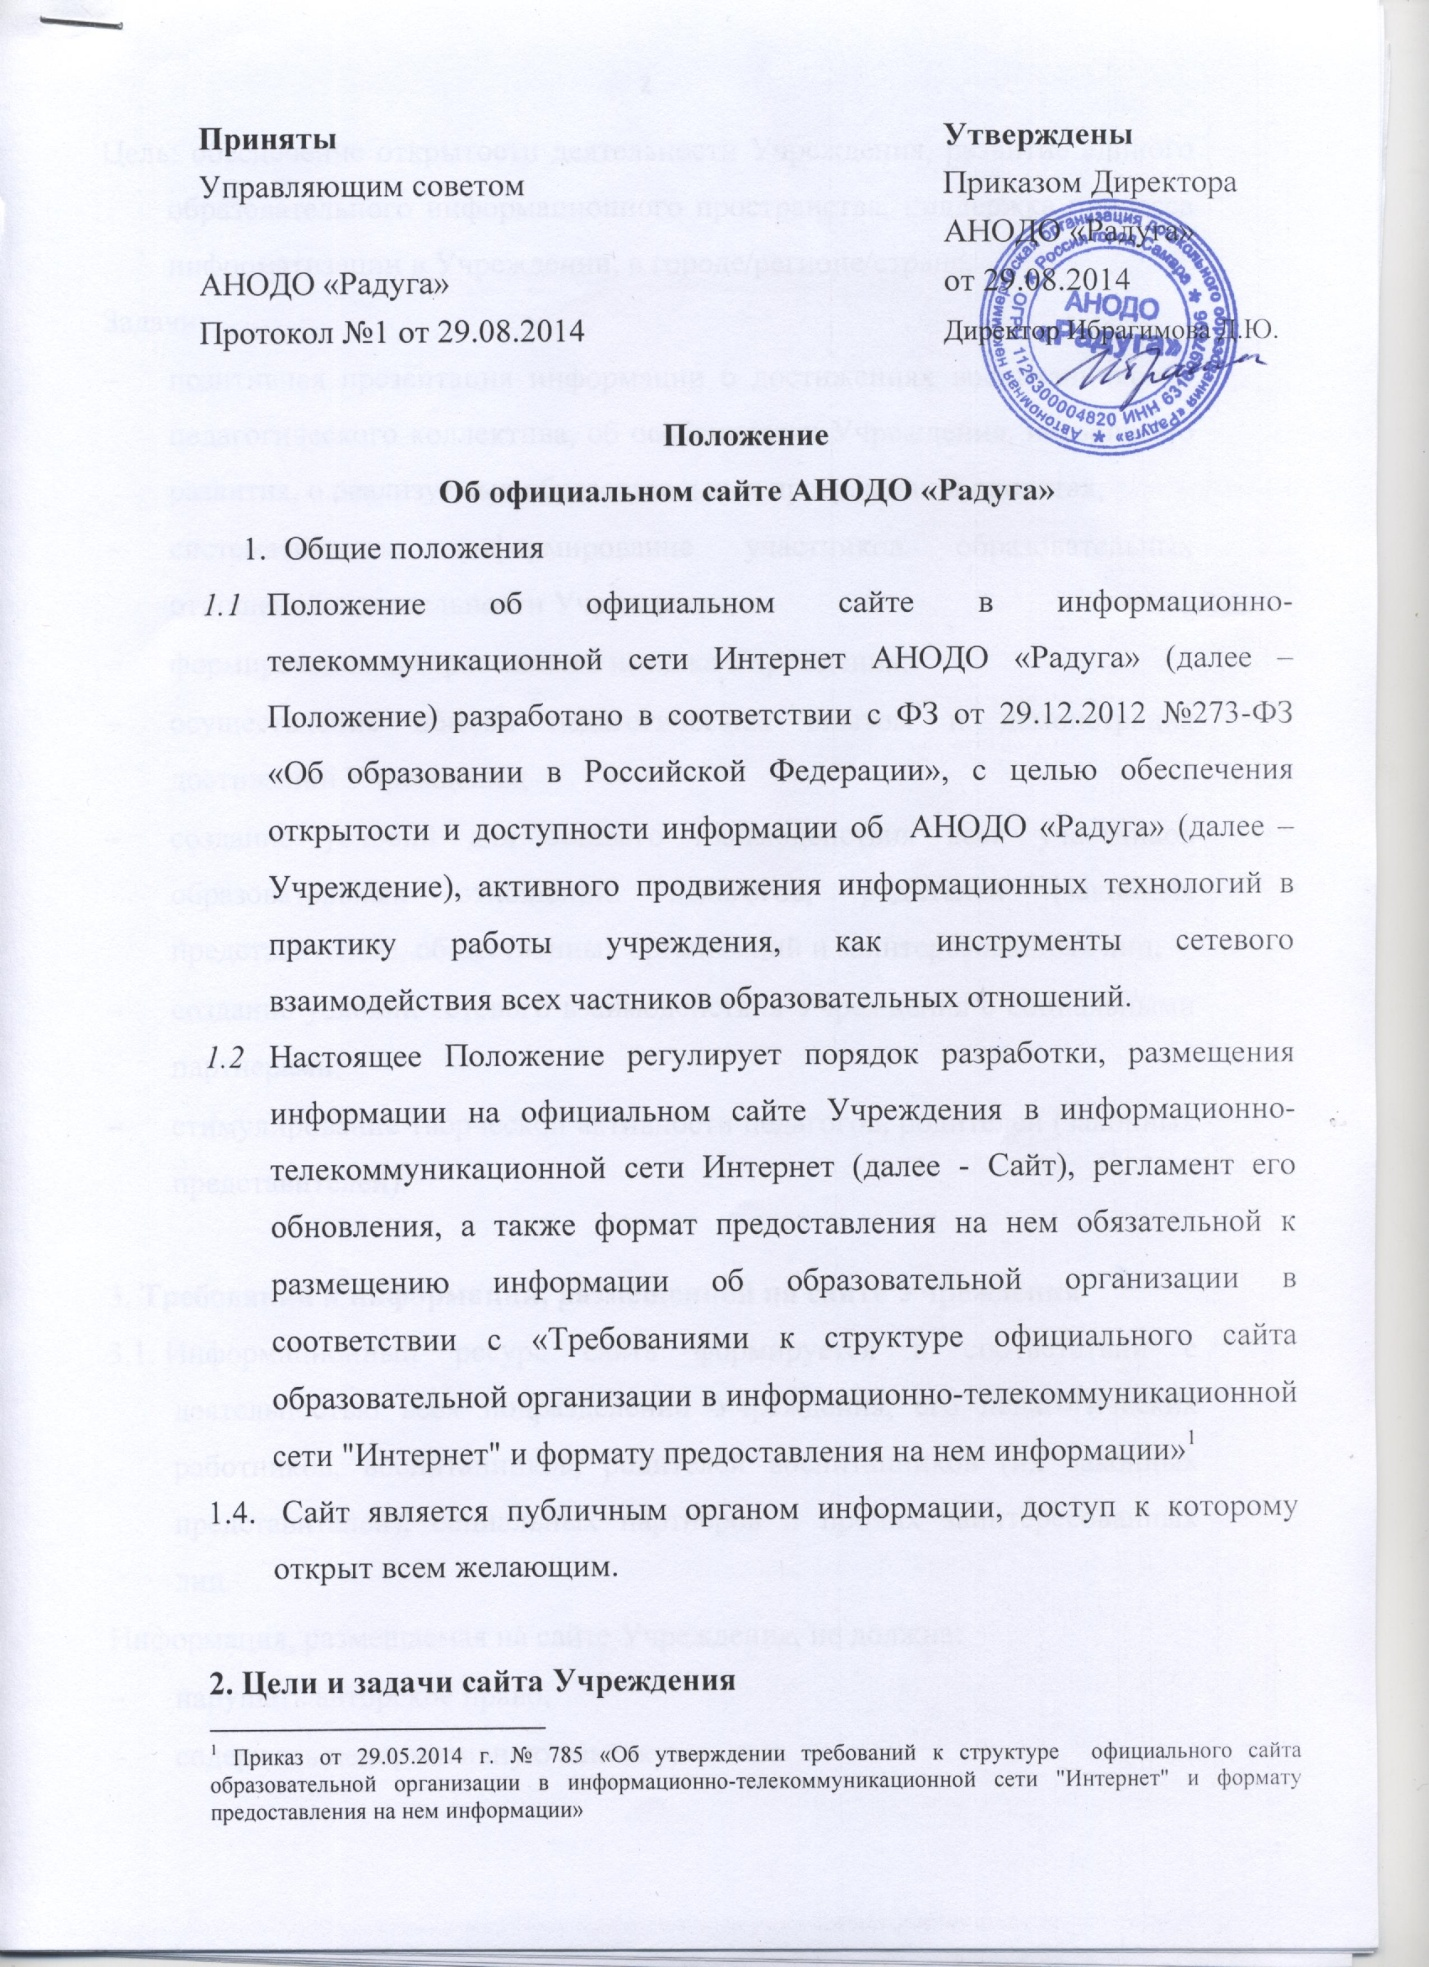 Приняты
Управляющим советом
АНОДО «Радуга»
Протокол №1 от 29.08.2014
Утверждены
Приказом Директора
АНОДО «Радуга»
от 29.08.2014
Директор Ибрагимова Л.Ю.
АНОДО
«Радуга»
Положение
Об официальном сайте АНОДО «Радуга»
1. Общие положения
1.1 Положение об официальном сайте в информационно-
телекоммуникационной сети Интернет АНОДО «Радуга» (далее –
Положение) разработано в соответствии с ФЗ от 29.12.2012 №273-ФЗ
«Об образовании в Российской Федерации», с целью обеспечения
открытости и доступности информации об АНОДО «Радуга» (далее –
Учреждение), активного продвижения информационных технологий в
практику работы учреждения, как инструменты сетевого
взаимодействия всех частников образовательных отношений.
1.2 Настоящее Положение регулирует порядок разработки, размещения
информации на официальном сайте Учреждения в информационно-
телекоммуникационной сети Интернет (далее - Сайт), регламент его
обновления, а также формат предоставления на нем обязательной к
размещению информации об образовательной организации в
соответствии с «Требованиями к структуре официального сайта
образовательной организации в информационно-телекоммуникационной
сети "Интернет" и формату предоставления на нем информации»1
1.4. Сайт является публичным органом информации, доступ к которому
открыт всем желающим.
2. Цели и задачи сайта Учреждения
1 Приказ от 29.05.2014 г. № 785 «Об утверждении требований к структуре официального сайта
образовательной организации в информационно-телекоммуникационной сети "Интернет" и формату
предоставления на нем информации»